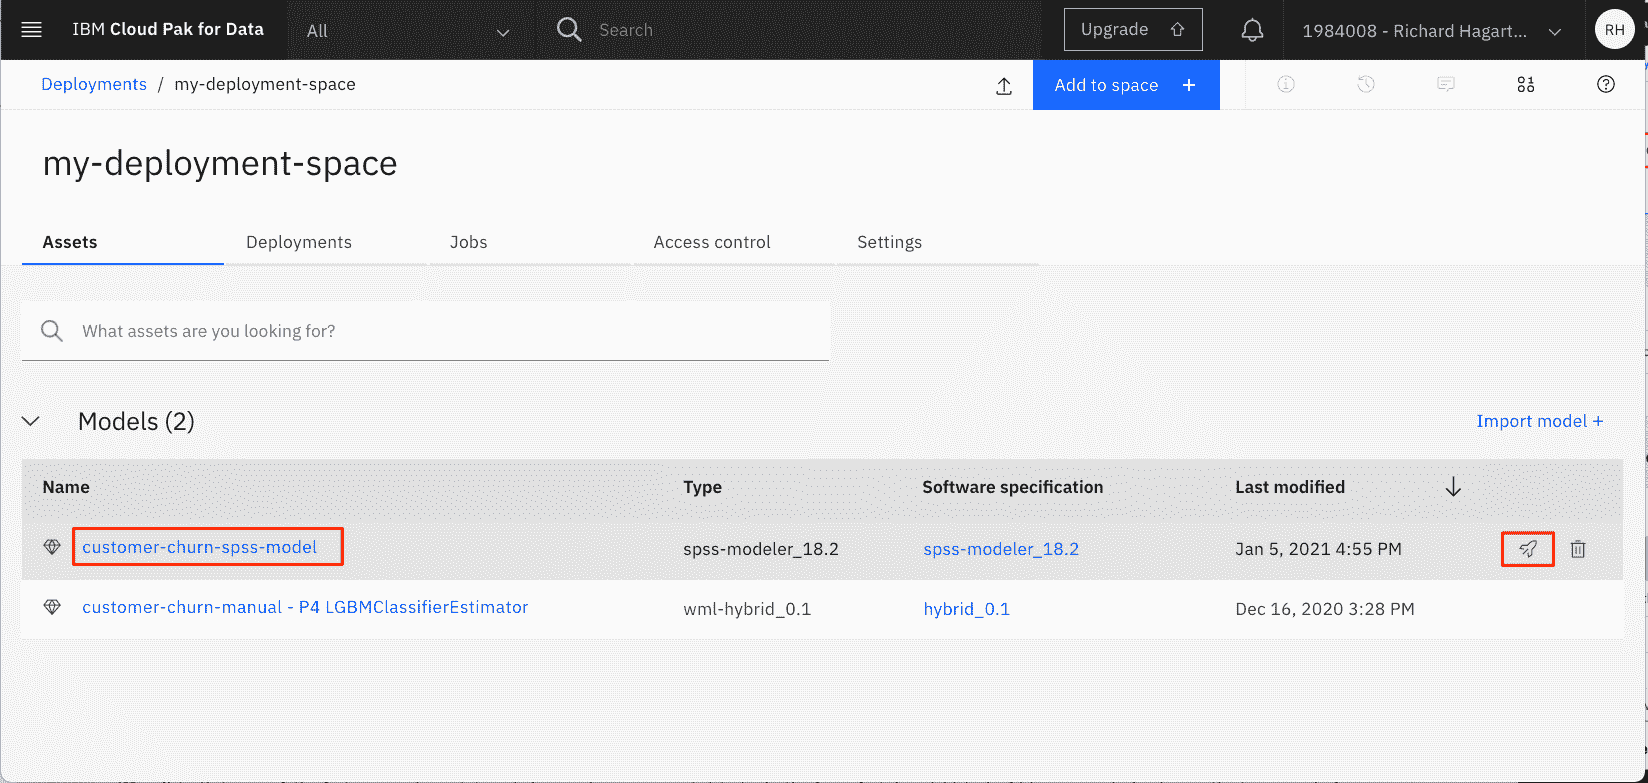 IBM Cloud Pak for Data All Search Upgrade 1984008 - Richard Hagart... RH
Deployments / my-deployment-space Add to space +
my-deployment-space
Assets Deployments Jobs Access control Settings
What assets are you looking for?
Models (2) Import model +
Name Type Software specification Last modified
customer-churn-spss-model spss-modeler_18.2 spss-modeler_18.2 Jan 5, 2021 4:55 PM
customer-churn-manual - P4 LGBMClassifierEstimator wml-hybrid_0.1 hybrid_0.1 Dec 16, 2020 3:28 PM